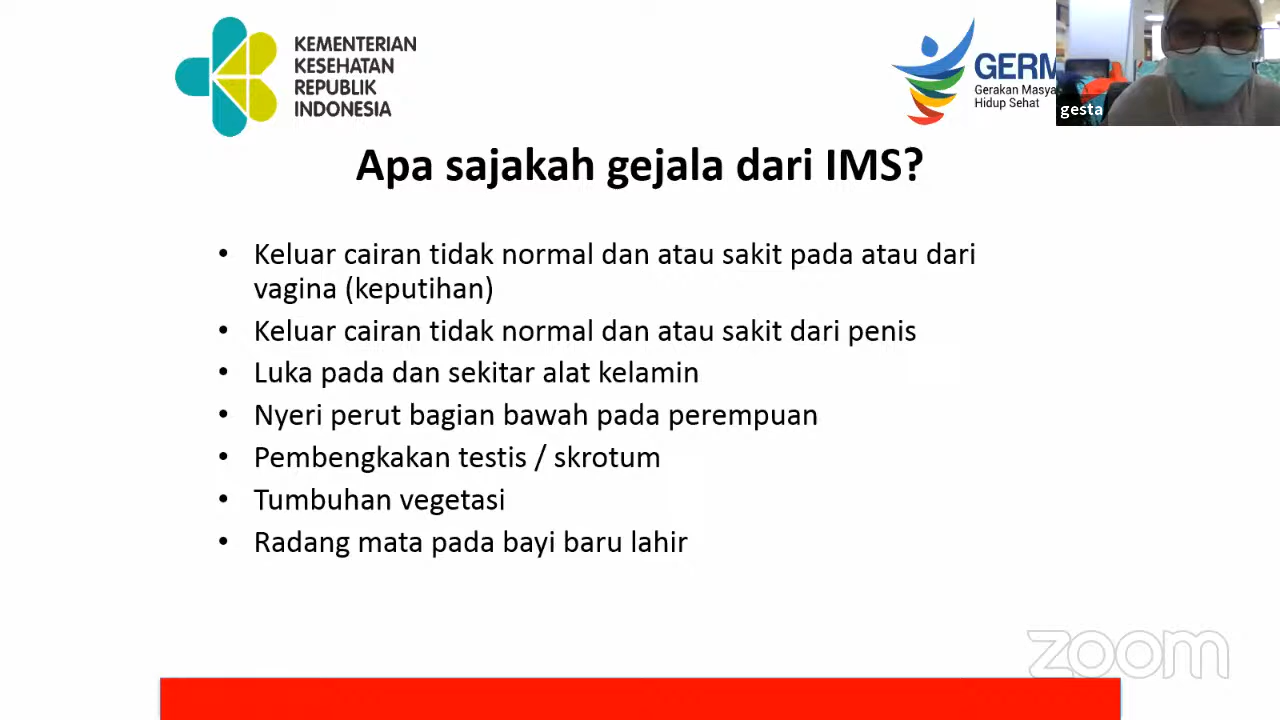 KEMENTERIAN
KESEHATAN
REPUBLIK
INDONESIA
GERM
Gerakan Masya
Hidup Sehat
gesta
Apa sajakah gejala dari IMS?
• Keluar cairan tidak normal dan atau sakit pada atau dari
vagina (keputihan)
• Keluar cairan tidak normal dan atau sakit dari penis
• Luka pada dan sekitar alat kelamin
• Nyeri perut bagian bawah pada perempuan
• Pembengkakan testis / skrotum
• Tumbuhan vegetasi
• Radang mata pada bayi baru lahir
zoom